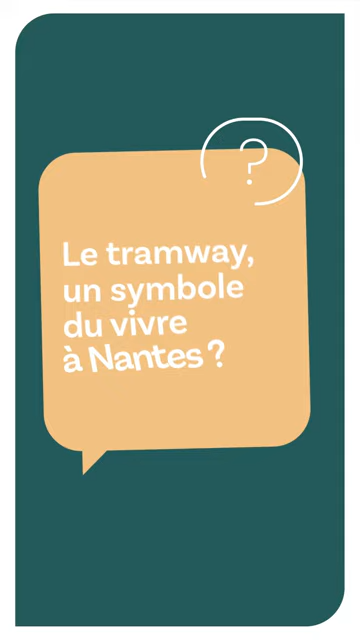 ?
Le tramway,
un symbole
du vivre
à Nantes ?